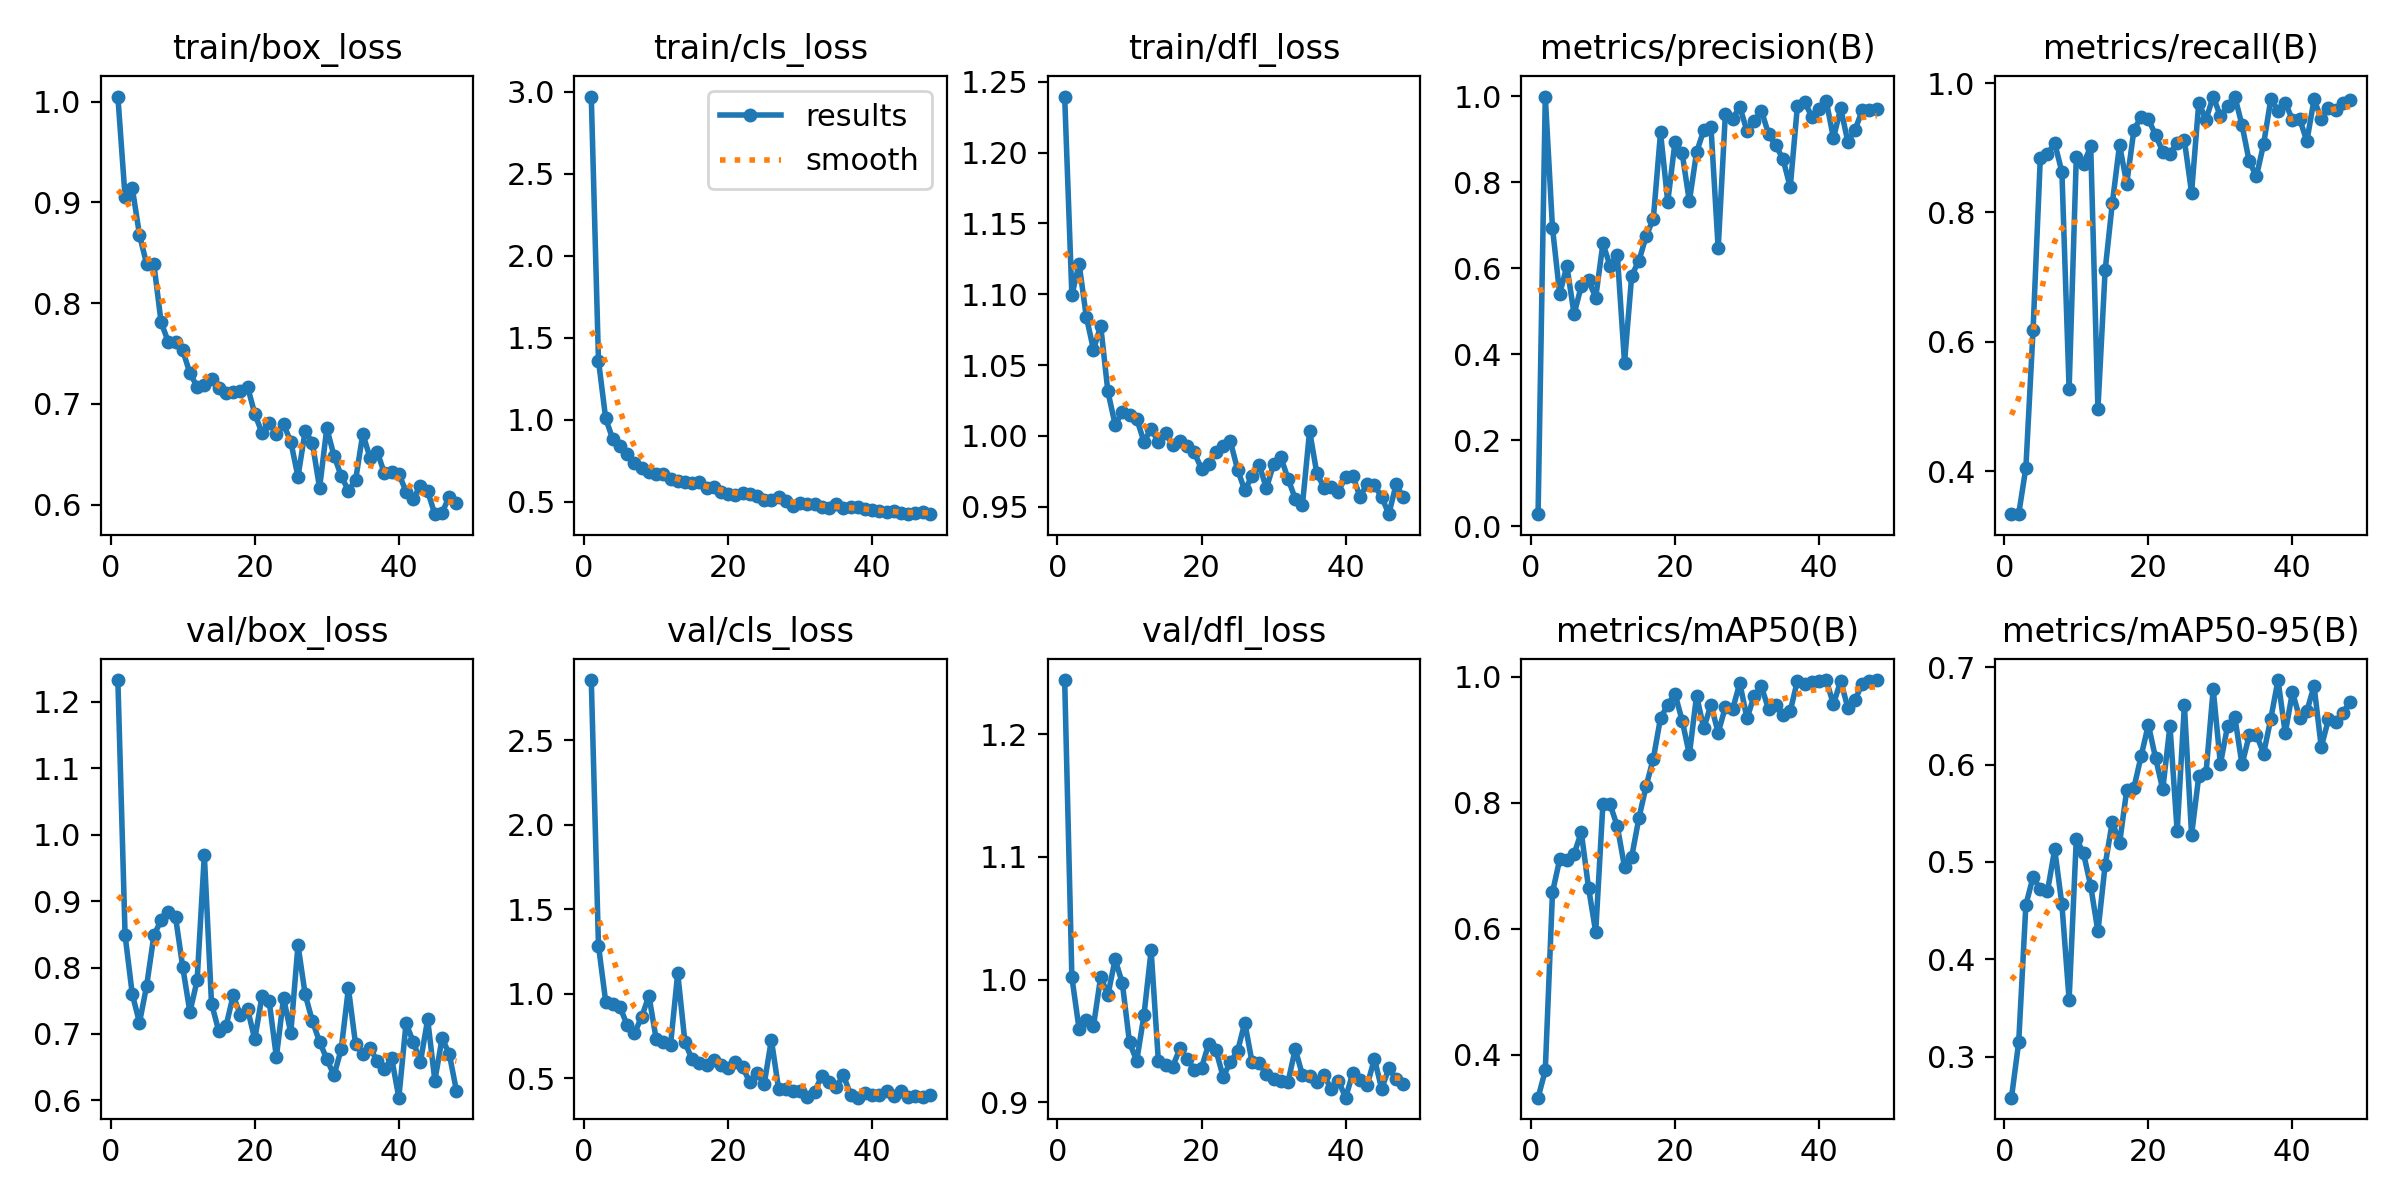 train/box_loss
1.0
0.9
0.8
0.7
0.6
0 20 40
train/cls_loss
results
smooth
3.0
2.5
2.0
1.5
1.0
0.5
0 20 40
train/dfl_loss
1.25
1.20
1.15
1.10
1.05
1.00
0.95
0 20 40
metrics/precision(B)
1.0
0.8
0.6
0.4
0.2
0.0
0 20 40
metrics/recall(B)
1.0
0.8
0.6
0.4
0 20 40
val/box_loss
1.2
1.1
1.0
0.9
0.8
0.7
0.6
0 20 40
val/cls_loss
2.5
2.0
1.5
1.0
0.5
0 20 40
val/dfl_loss
1.2
1.1
1.0
0.9
0 20 40
metrics/mAP50(B)
1.0
0.8
0.6
0.4
0 20 40
metrics/mAP50-95(B)
0.7
0.6
0.5
0.4
0.3
0 20 40